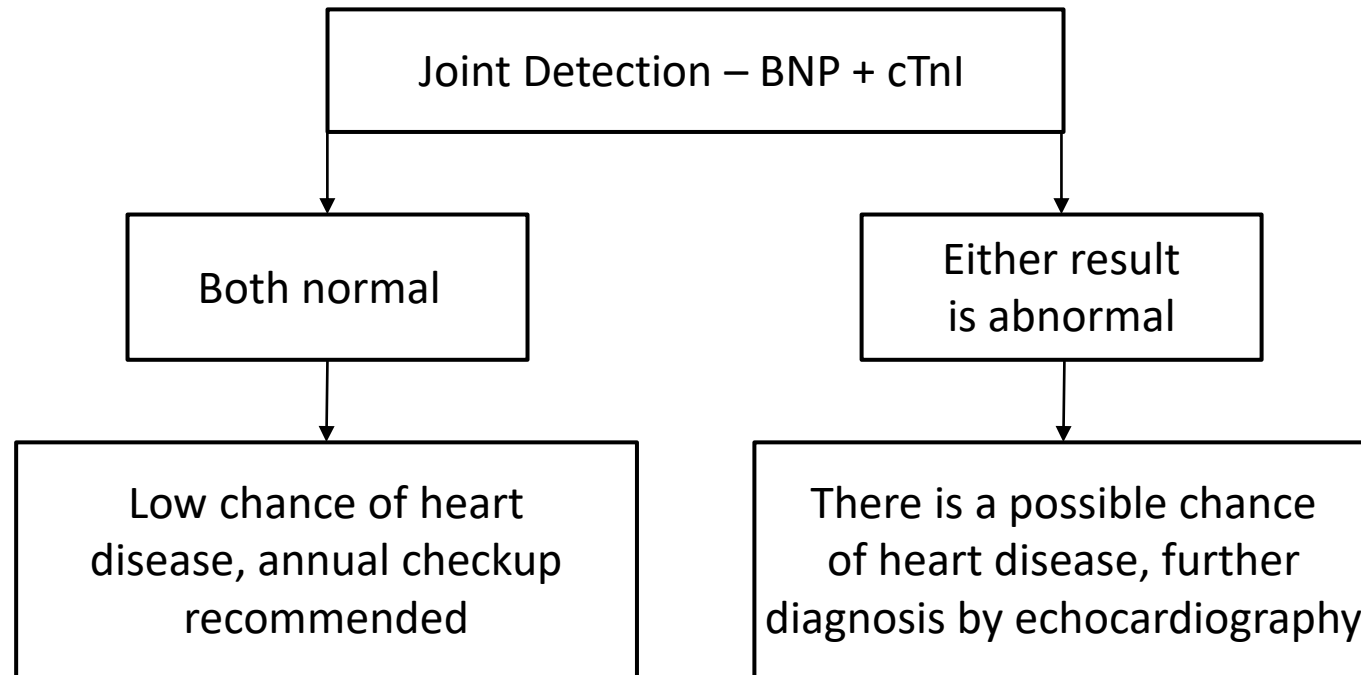 Joint Detection – BNP + cTnI
Both normal
Either result
is abnormal
Low chance of heart
disease, annual checkup
recommended
There is a possible chance
of heart disease, further
diagnosis by echocardiography